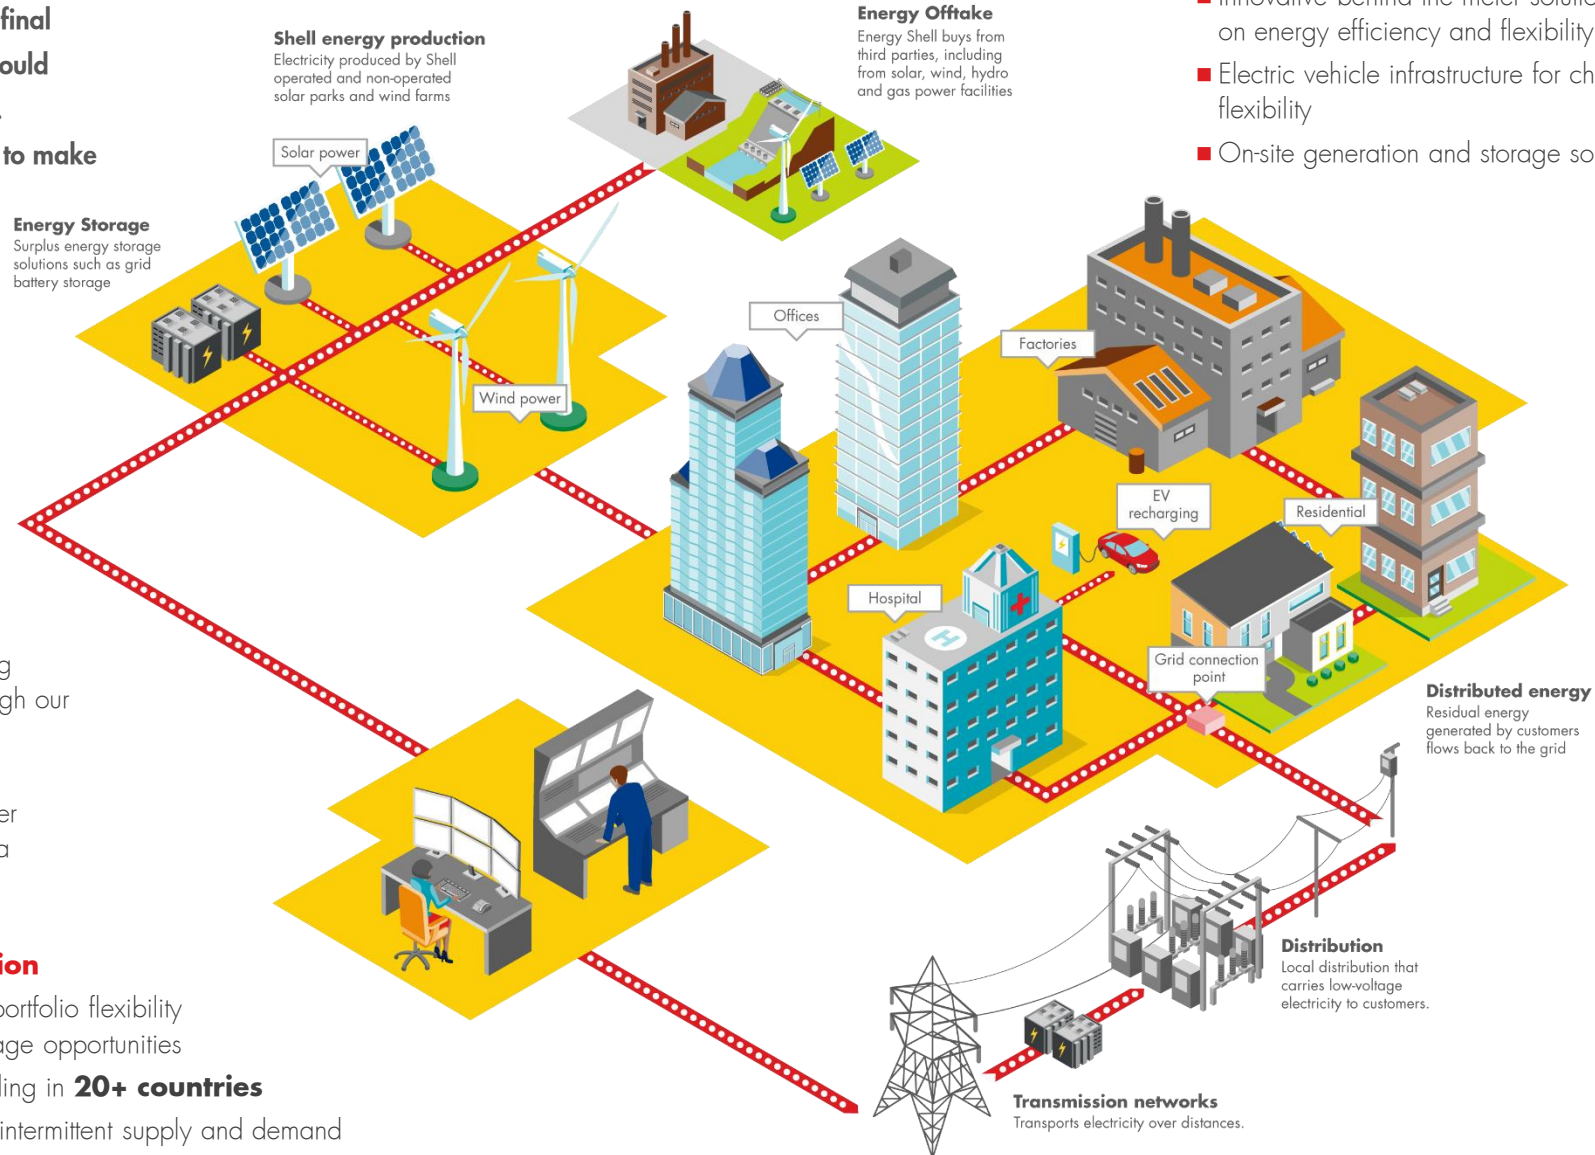 final
ould
to make
Shell energy production
Electricity produced by Shell
operated and non-operated
solar parks and wind farms
Energy Offtake
Energy Shell buys from
third parties, including
from solar, wind, hydro
and gas power facilities
on energy efficiency and flexibility
Electric vehicle infrastructure for ch
flexibility
On-site generation and storage so
Solar power
Energy Storage
Surplus energy storage
solutions such as grid
battery storage
Wind power
Offices
Factories
EV
recharging
Residential
Hospital
H
Grid connection
point
Distributed energy
Residual energy
generated by customers
flows back to the grid
g
gh our
er
a
ion
portfolio flexibility
age opportunities
ling in 20+ countries
intermittent supply and demand
Distribution
Local distribution that
carries low-voltage
electricity to customers.
Transmission networks
Transports electricity over distances.